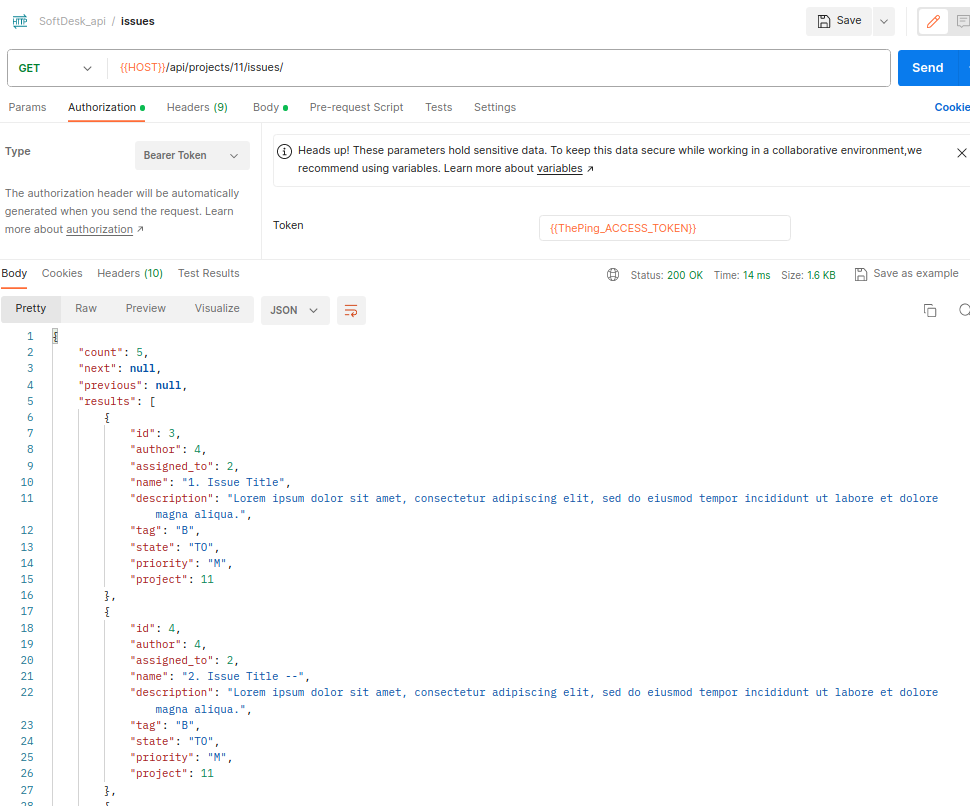 HTTP SoftDesk_api / issues
Save
GET {{HOST}}/api/projects/11/issues/ Send
Params Authorization Headers (9) Body Pre-request Script Tests Settings Cookie
Type Bearer Token
The authorization header will be automatically
generated when you send the request. Learn
more about authorization ↗
Heads up! These parameters hold sensitive data. To keep this data secure while working in a collaborative environment,we
recommend using variables. Learn more about variables ↗
Token {{ThePing_ACCESS_TOKEN}}
Body Cookies Headers (10) Test Results Status: 200 OK Time: 14 ms Size: 1.6 KB Save as example
Pretty Raw Preview Visualize JSON
1 {
2 "count": 5,
3 "next": null,
4 "previous": null,
5 "results": [
6 {
7 "id": 3,
8 "author": 4,
9 "assigned_to": 2,
10 "name": "1. Issue Title",
11 "description": "Lorem ipsum dolor sit amet, consectetur adipiscing elit, sed do eiusmod tempor incididunt ut labore et dolore
magna aliqua.",
12 "tag": "B",
13 "state": "TO",
14 "priority": "M",
15 "project": 11
16 },
17 {
18 "id": 4,
19 "author": 4,
20 "assigned_to": 2,
21 "name": "2. Issue Title --",
22 "description": "Lorem ipsum dolor sit amet, consectetur adipiscing elit, sed do eiusmod tempor incididunt ut labore et dolore
magna aliqua.",
23 "tag": "B",
24 "state": "TO",
25 "priority": "M",
26 "project": 11
27 },
28 {